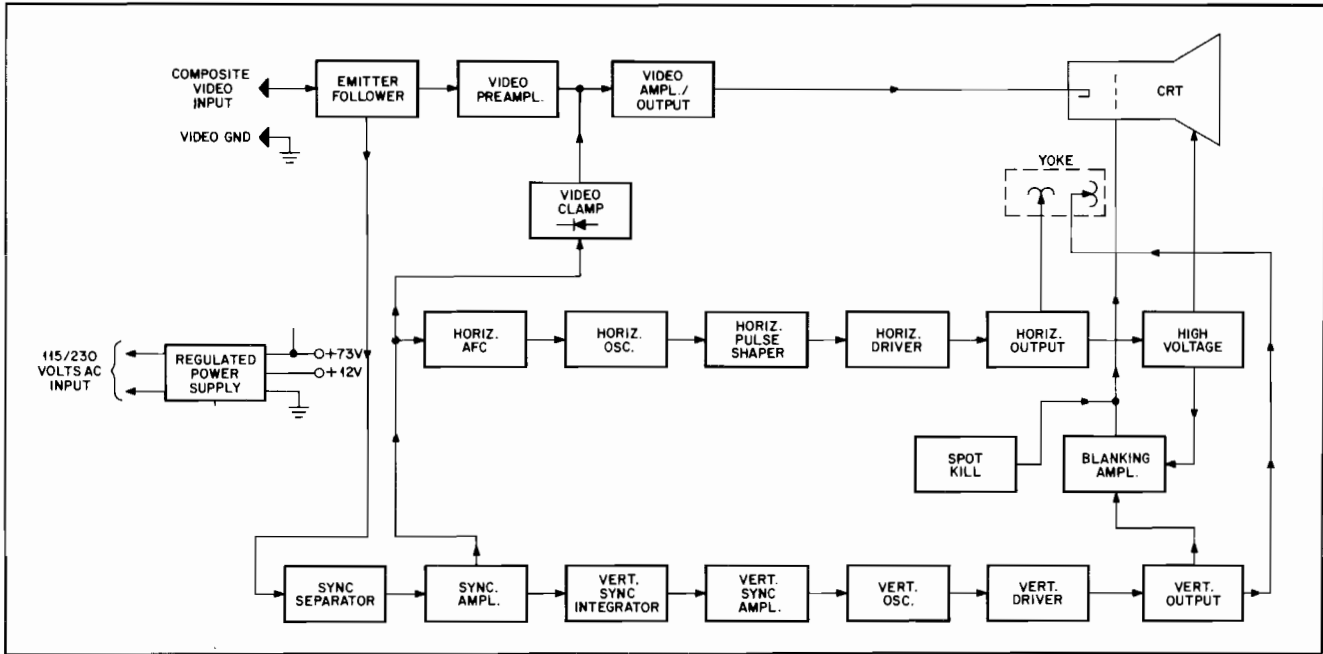 COMPOSITE
VIDEO
INPUT
EMITTER
FOLLOWER
VIDEO
PREAMPL.
VIDEO
AMPL./
OUTPUT
CRT
VIDEO GND
YOKE
VIDEO
CLAMP
115/230
VOLTS AC
INPUT
REGULATED
POWER
SUPPLY
+73V
+12V
HORIZ.
AFC
HORIZ.
OSC.
HORIZ.
PULSE
SHAPER
HORIZ.
DRIVER
HORIZ.
OUTPUT
HIGH
VOLTAGE
SPOT
KILL
BLANKING
AMPL.
SYNC
SEPARATOR
SYNC.
AMPL.
VERT.
SYNC
INTEGRATOR
VERT.
SYNC
AMPL.
VERT.
OSC.
VERT.
DRIVER
VERT.
OUTPUT